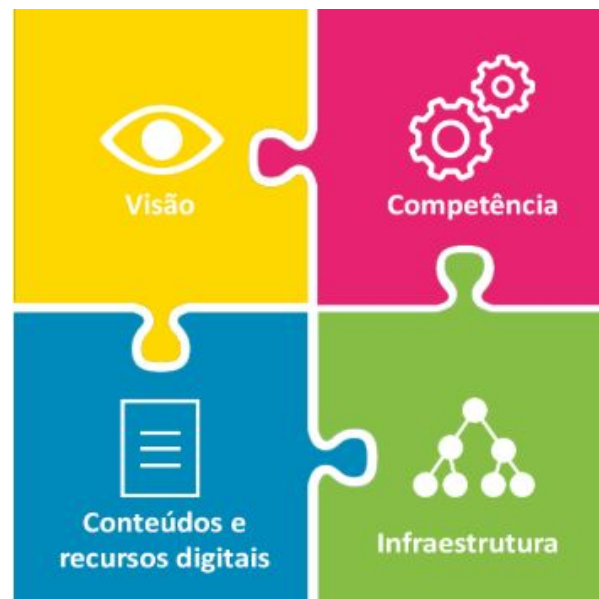 Visão
Competência
Conteúdos e
recursos digitais
Infraestrutura